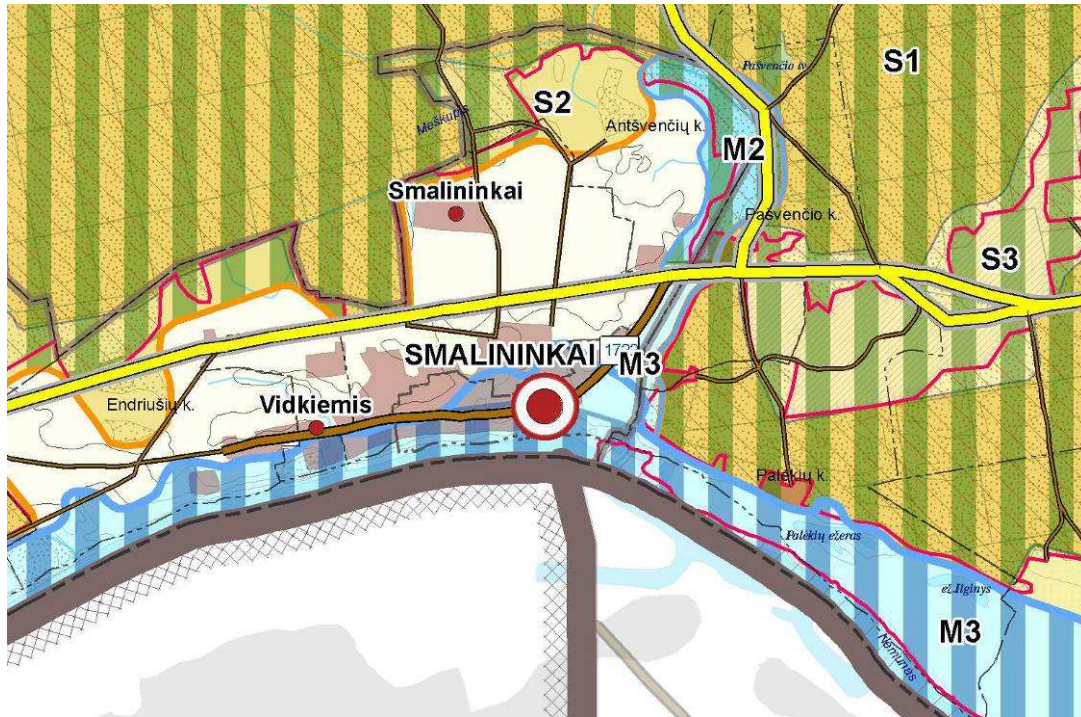 S1
Pašvenčio tv.
S2
Meškupis
Antšvenčių k.
M2
Smalininkai
Pašvenčio k.
S3
SMALININKAI
M3
Endriušių k.
Vidkiemis
Palėkių k.
Palėkių ežeras
ež. Ilginys
M3
Nemunas